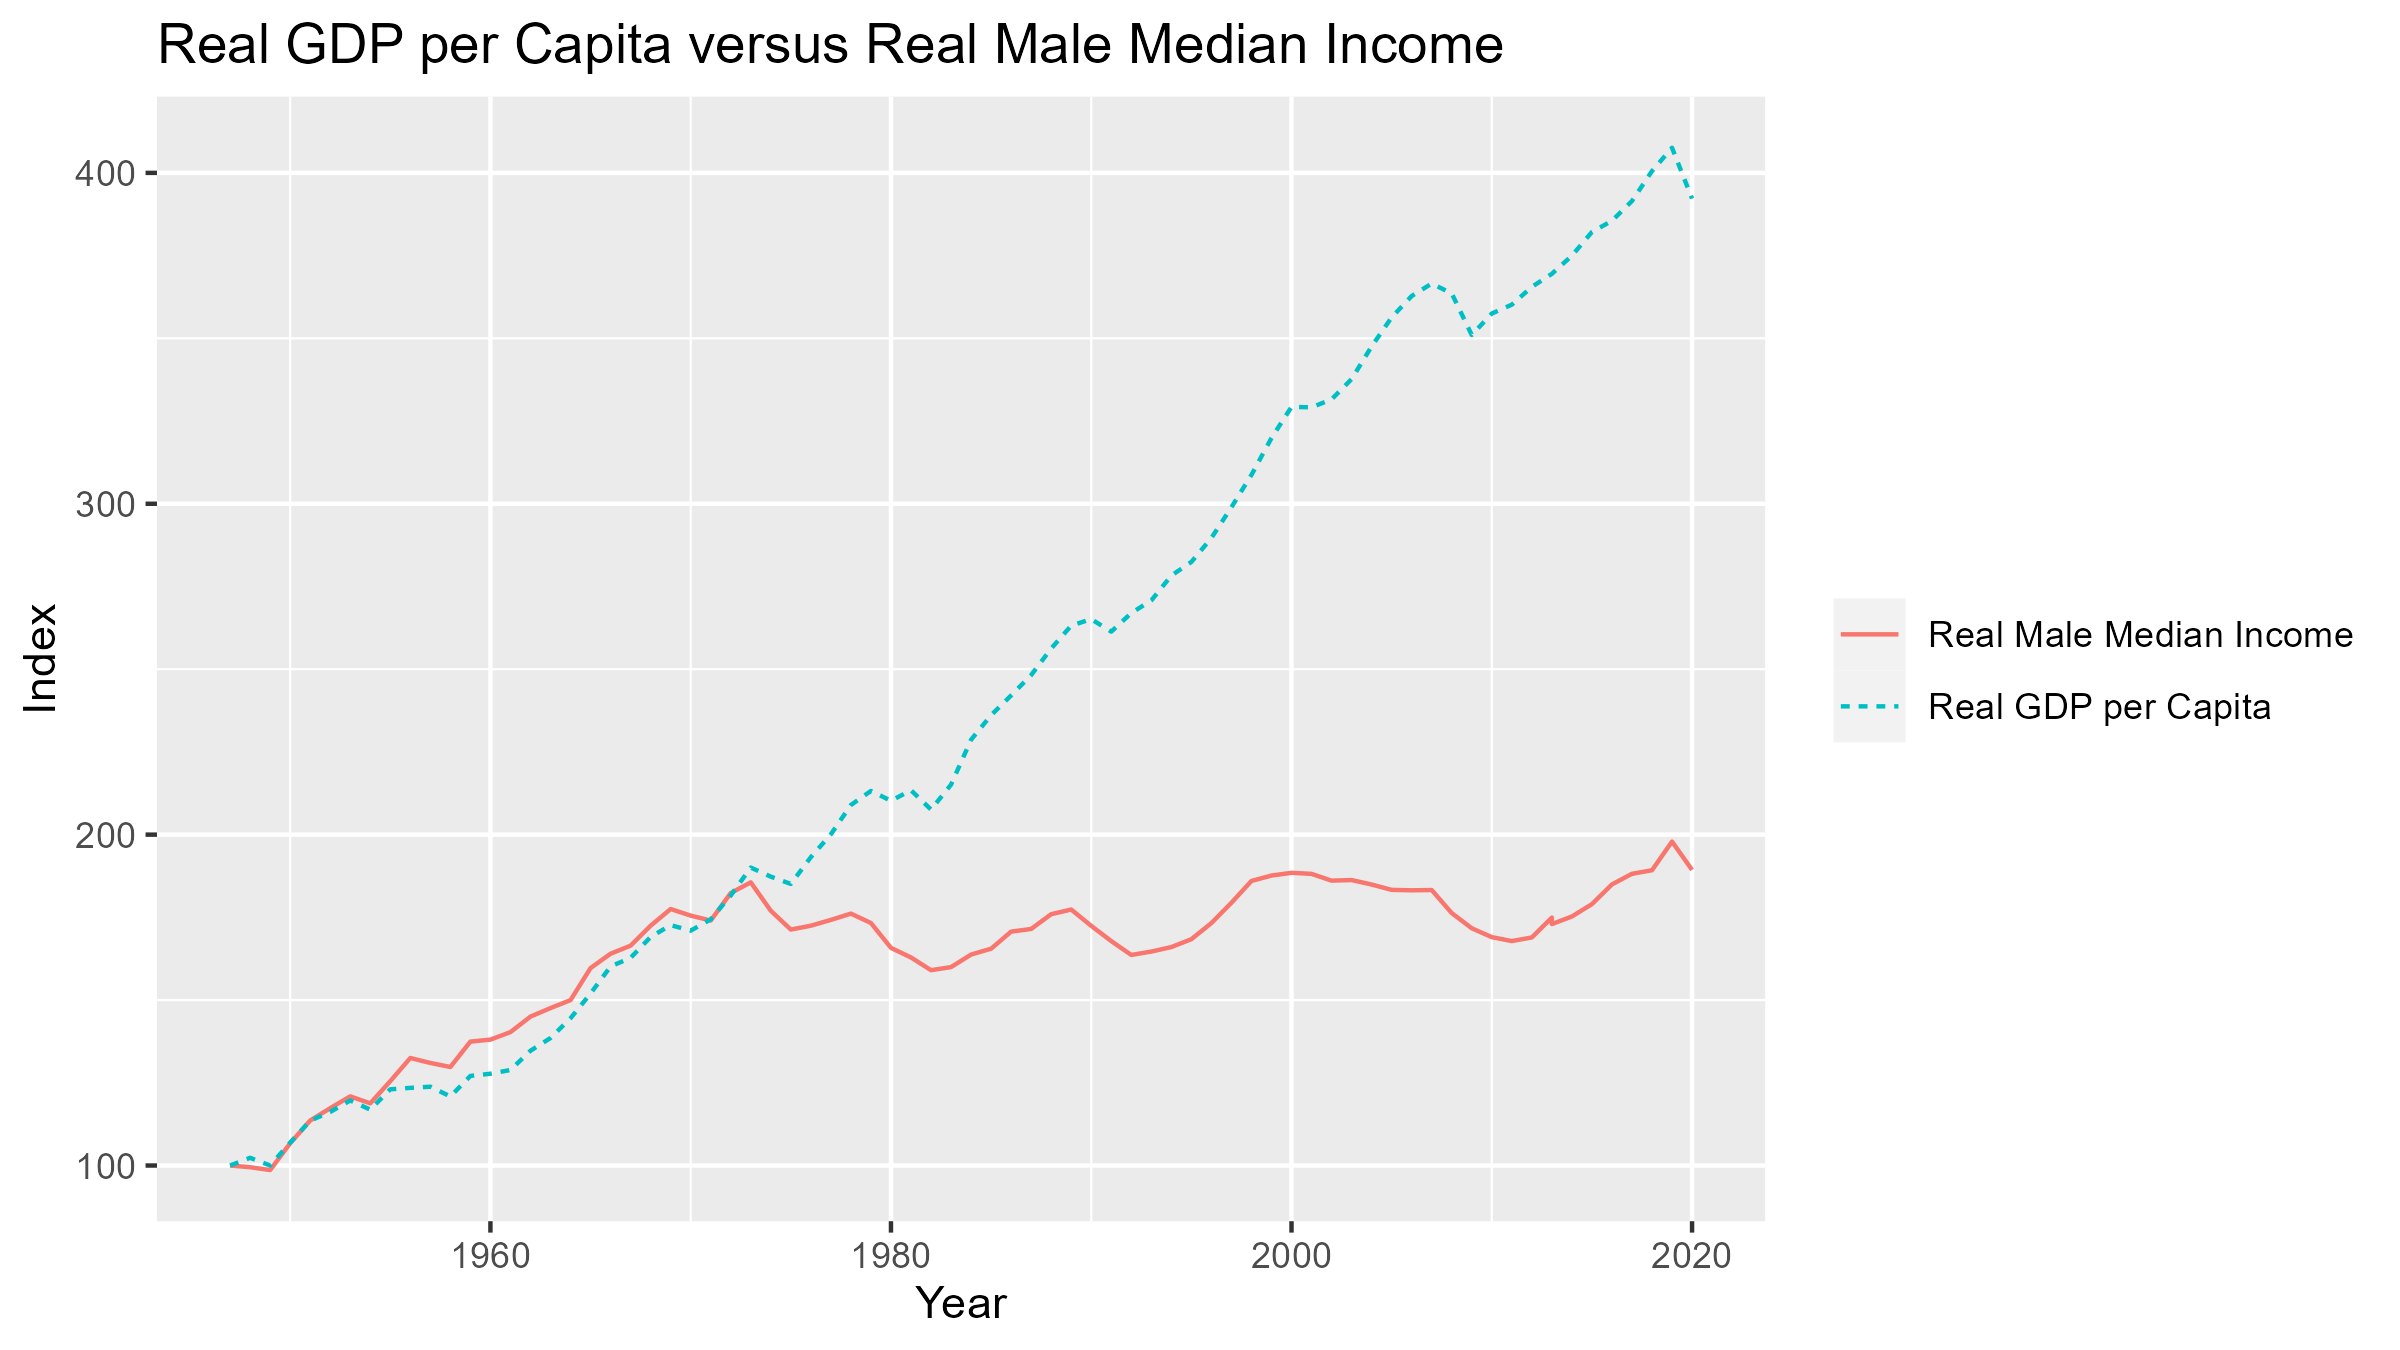 Real GDP per Capita versus Real Male Median Income
400
300
200
100
Index
1960
1980
2000
2020
Year
Real Male Median Income
Real GDP per Capita